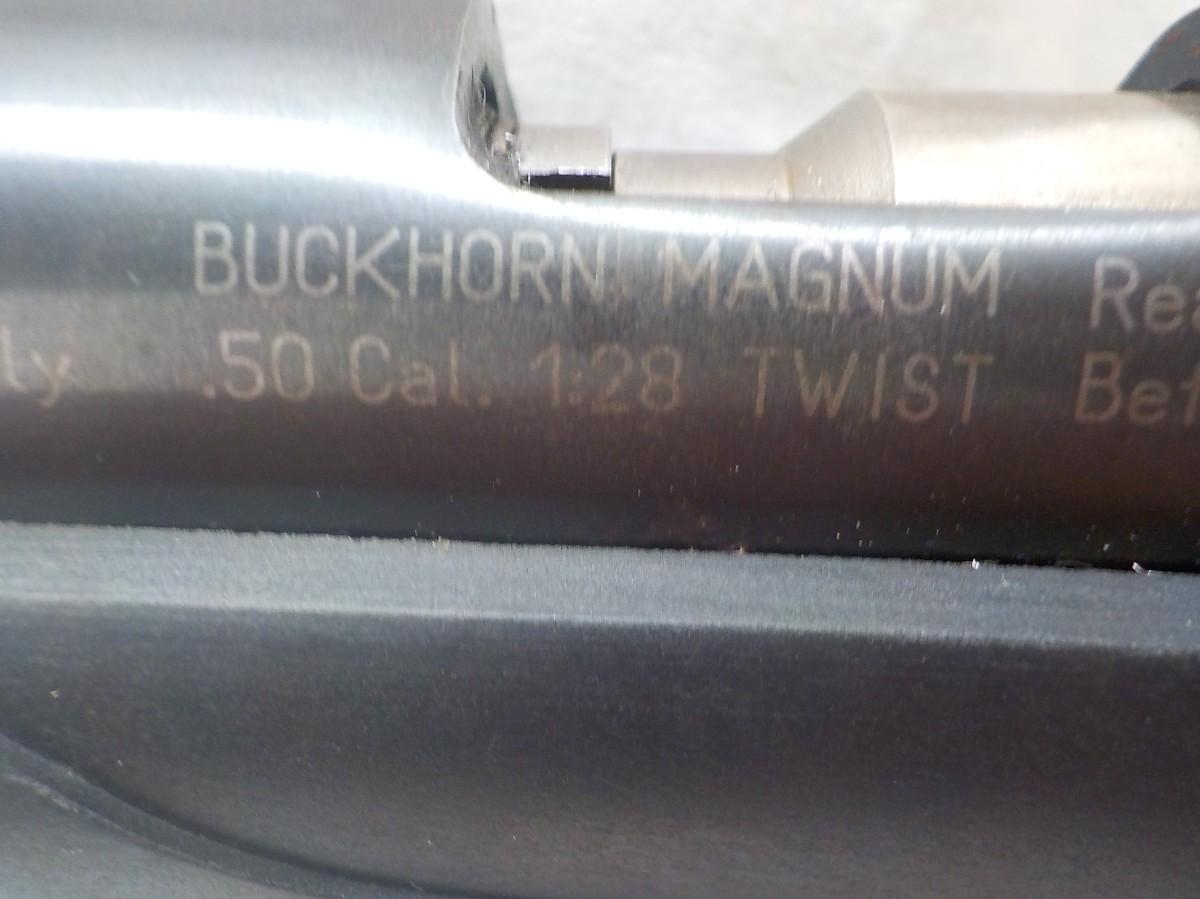 BUCKHORN MAGNUM
.50 Cal. 1:28 TWIST